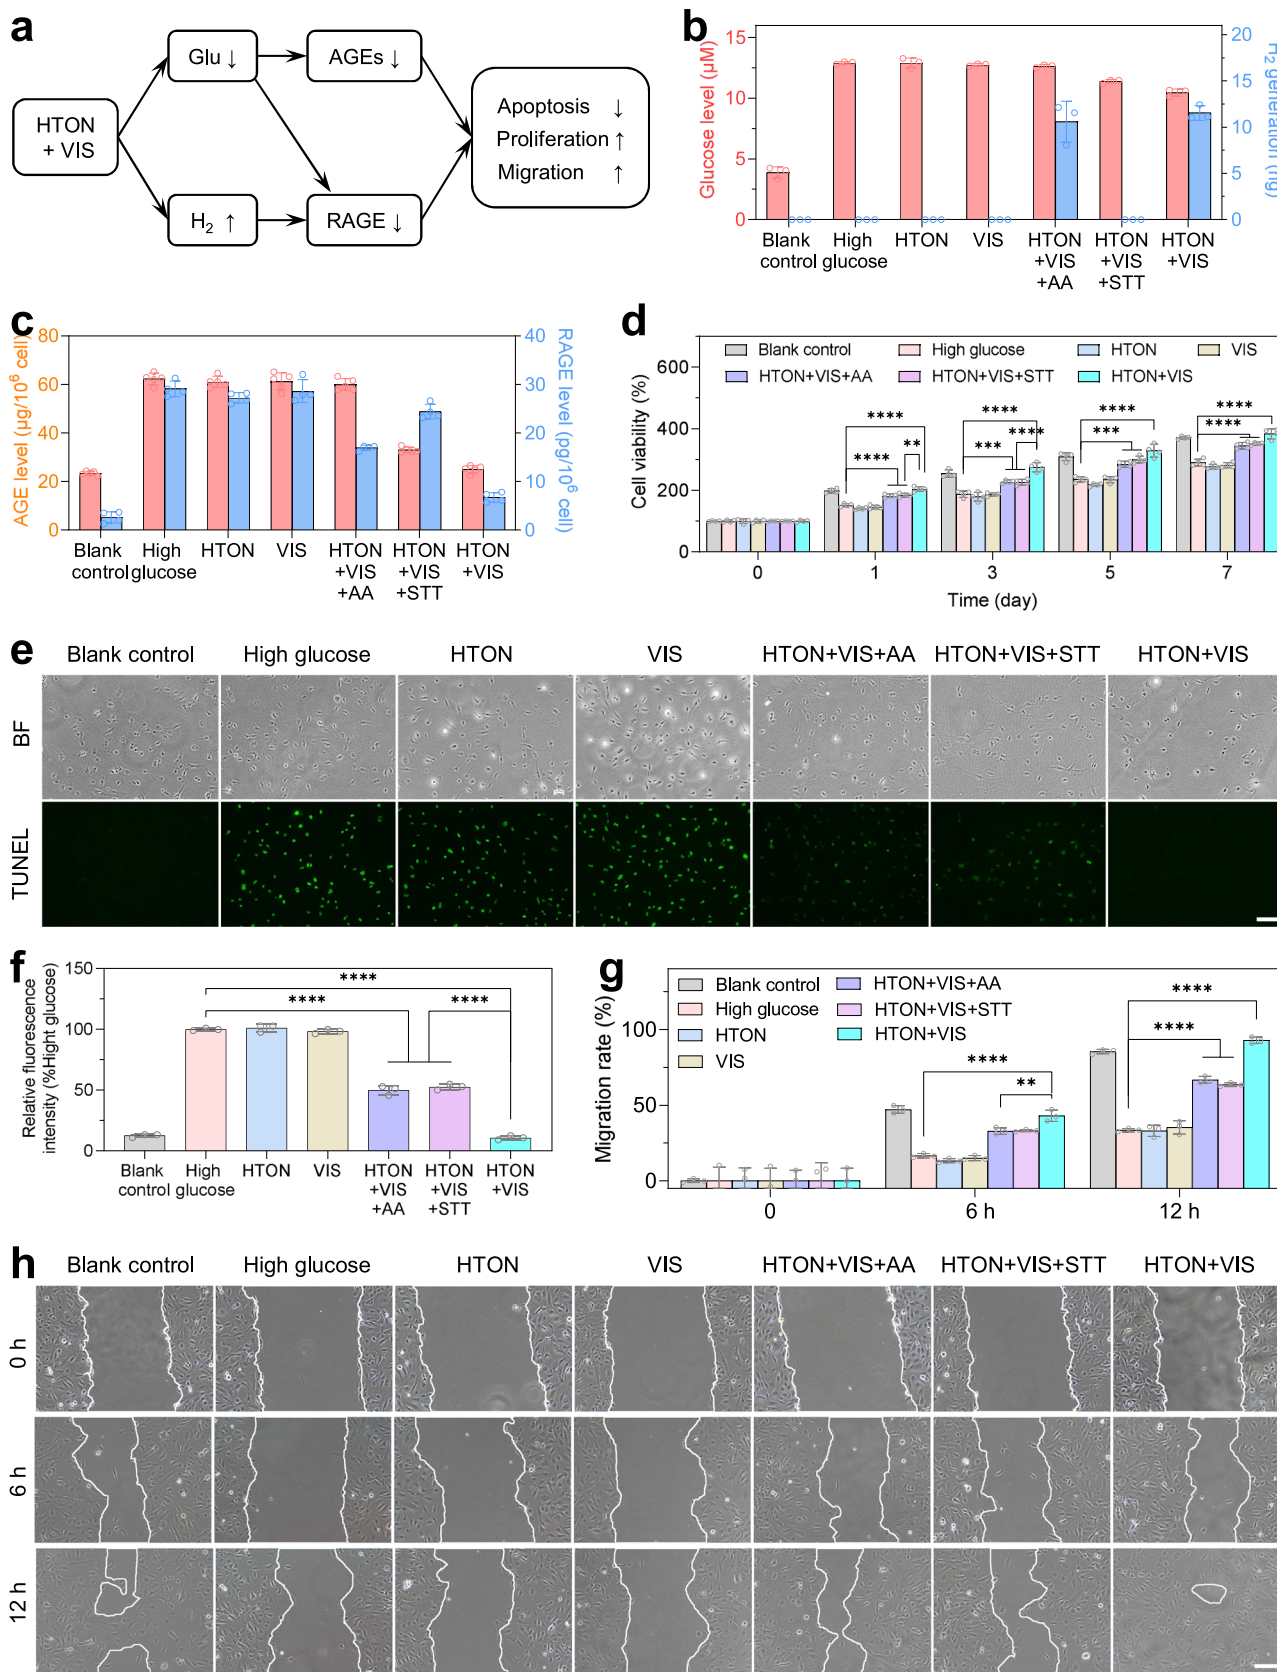 a
HTON
+ VIS
Glu ↓
AGEs ↓
H₂ ↑
RAGE ↓
Apoptosis ↓
Proliferation ↑
Migration ↑
b
Glucose level (μM)
15
10
5
0
H₂ generation (ng)
20
15
10
5
0
Blank control
High glucose
HTON
VIS
HTON +VIS +AA
HTON +VIS +STT
HTON +VIS
c
AGE level (μg/10⁶ cell)
80
60
40
20
0
RAGE level (pg/10⁶ cell)
40
30
20
10
0
Blank control
High glucose
HTON
VIS
HTON +VIS +AA
HTON +VIS +STT
HTON +VIS
d
Cell viability (%)
600
400
200
0
Blank control
High glucose
HTON
VIS
HTON+VIS+AA
HTON+VIS+STT
HTON+VIS
****
**
****
****
****
***
****
***
****
****
0
1
3
5
7
Time (day)
e
Blank control
High glucose
HTON
VIS
HTON+VIS+AA
HTON+VIS+STT
HTON+VIS
BF
TUNEL
f
Relative fluorescence
intensity (%Hight glucose)
150
100
50
0
****
****
****
Blank control
High glucose
HTON
VIS
HTON +VIS +AA
HTON +VIS +STT
HTON +VIS
g
Migration rate (%)
100
50
0
Blank control
High glucose
HTON
VIS
HTON+VIS+AA
HTON+VIS+STT
HTON+VIS
****
**
****
****
0
6 h
12 h
h
Blank control
High glucose
HTON
VIS
HTON+VIS+AA
HTON+VIS+STT
HTON+VIS
0 h
6 h
12 h